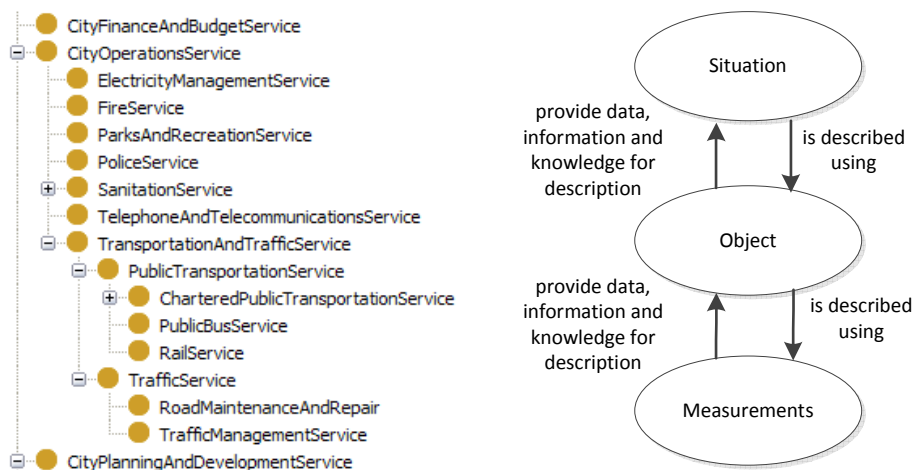 CityFinanceAndBudgetService
CityOperationsService
ElectricityManagementService
FireService
ParksAndRecreationService
PoliceService
SanitationService
TelephoneAndTelecommunicationsService
TransportationAndTrafficService
PublicTransportationService
CharteredPublicTransportationService
PublicBusService
RailService
TrafficService
RoadMaintenanceAndRepair
TrafficManagementService
CityPlanningAndDevelopmentService
Situation
provide data,
information and
knowledge for
description
is described
using
Object
provide data,
information and
knowledge for
description
is described
using
Measurements